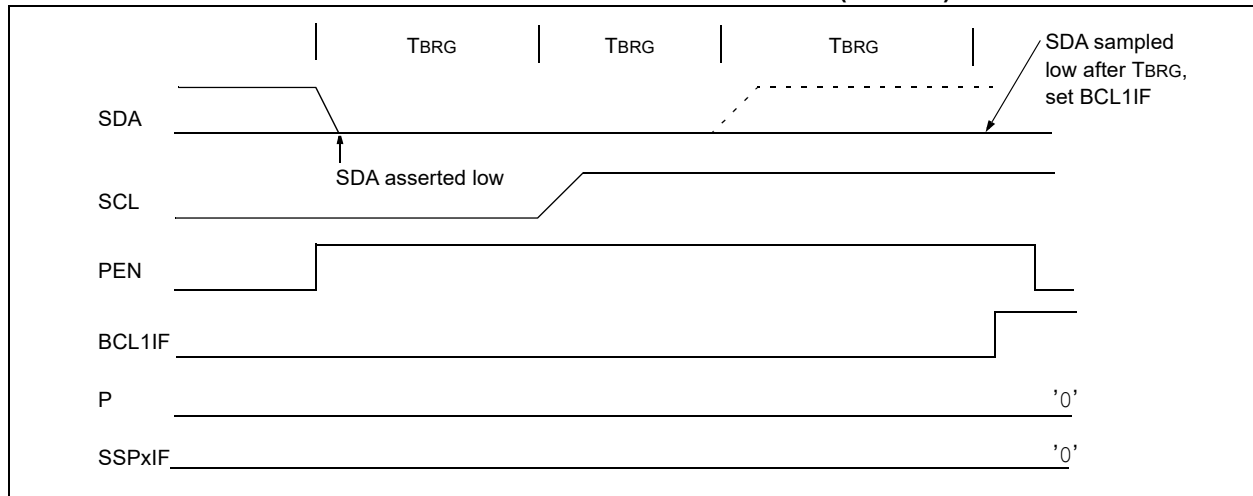 TBRG TBRG TBRG
SDA sampled
low after TBRG,
set BCL1IF
SDA
SDA asserted low
SCL
PEN
BCL1IF
P '0'
SSPxIF '0'